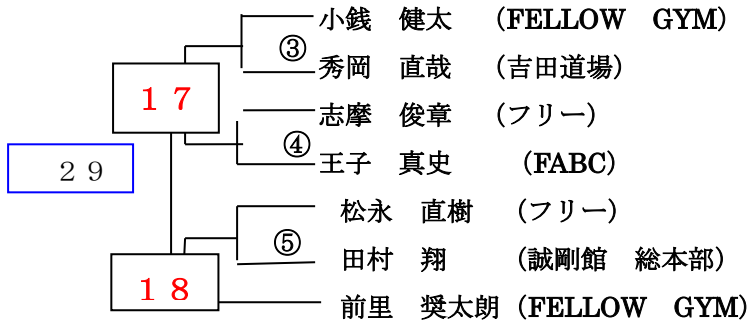 小銭　健太　（FELLOW　GYM）
③
秀岡　直哉　（吉田道場）
１７
志摩　俊章　（フリー）
④
王子　真史　（FABC）
２９
松永　直樹　（フリー）
⑤
田村　翔　（誠剛館　総本部）
１８
前里　奨太朗（FELLOW　GYM）